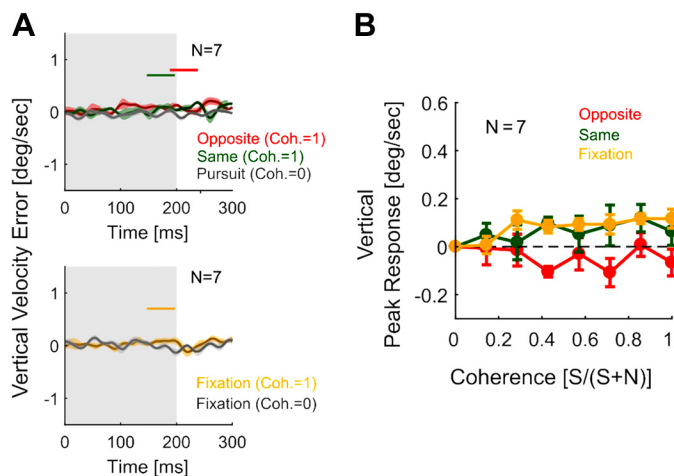 A
N=7
1
0
-1
Opposite (Coh.=1)
Same (Coh.=1)
Pursuit (Coh.=0)
0 100 200 300
Time [ms]
Vertical Velocity Error [deg/sec]
N=7
1
0
-1
Fixation (Coh.=1)
Fixation (Coh.=0)
0 100 200 300
Time [ms]
B
0.6
0.4
0.2
0
-0.2
Vertical
Peak Response [deg/sec]
N=7
Opposite
Same
Fixation
0 0.2 0.4 0.6 0.8 1
Coherence [S/(S+N)]